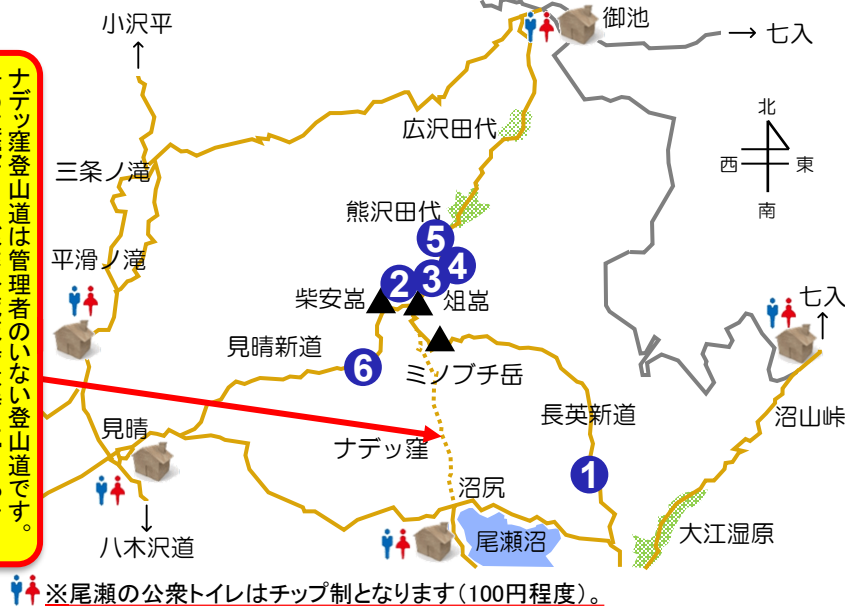 小沢平
↑
御池
→ 七入
北
西 東
南
広沢田代
三条ノ滝
熊沢田代
平滑ノ滝
5
4
3
2
柴安嵓
俎嵓
七入
↑
見晴新道
6
ミノブチ岳
長英新道
沼山峠
見晴
ナデッ窪
1
沼尻
↓
八木沢道
尾瀬沼
大江湿原
ナデッ窪登山道は管理者のいない登山道です。
※尾瀬の公衆トイレはチップ制となります(100円程度)。